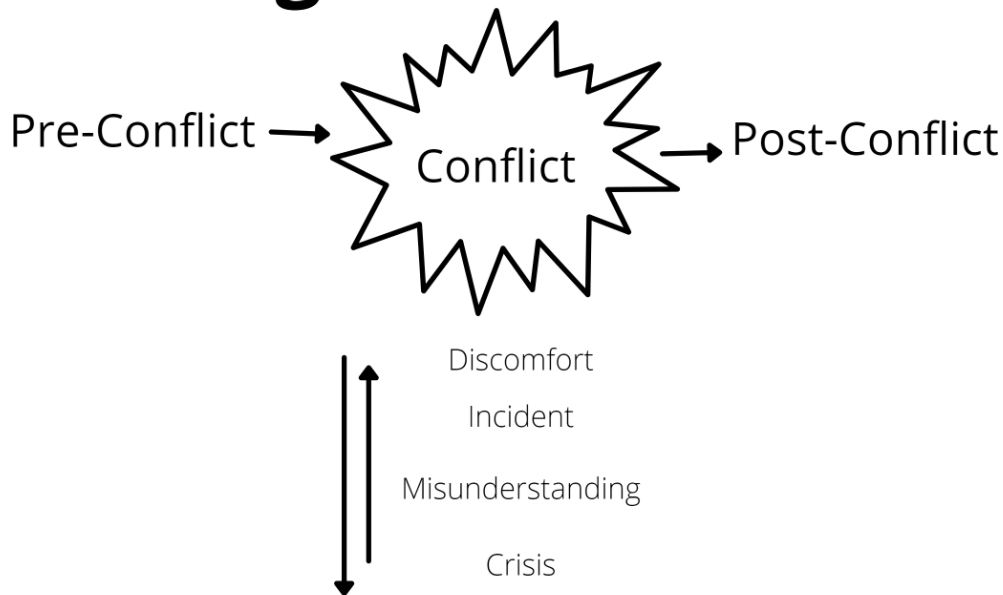 Pre-Conflict
Conflict
Post-Conflict
Discomfort
Incident
Misunderstanding
Crisis